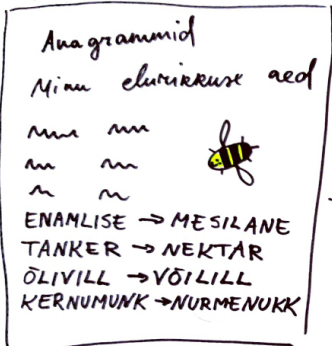 Anagrammid
Minu elurikkuse aed
ENAMLISE → MESILANE
TANKER → NEKTAR
ÕLIVILL → VÕILILL
KERNUMUNK → NURMENUKK